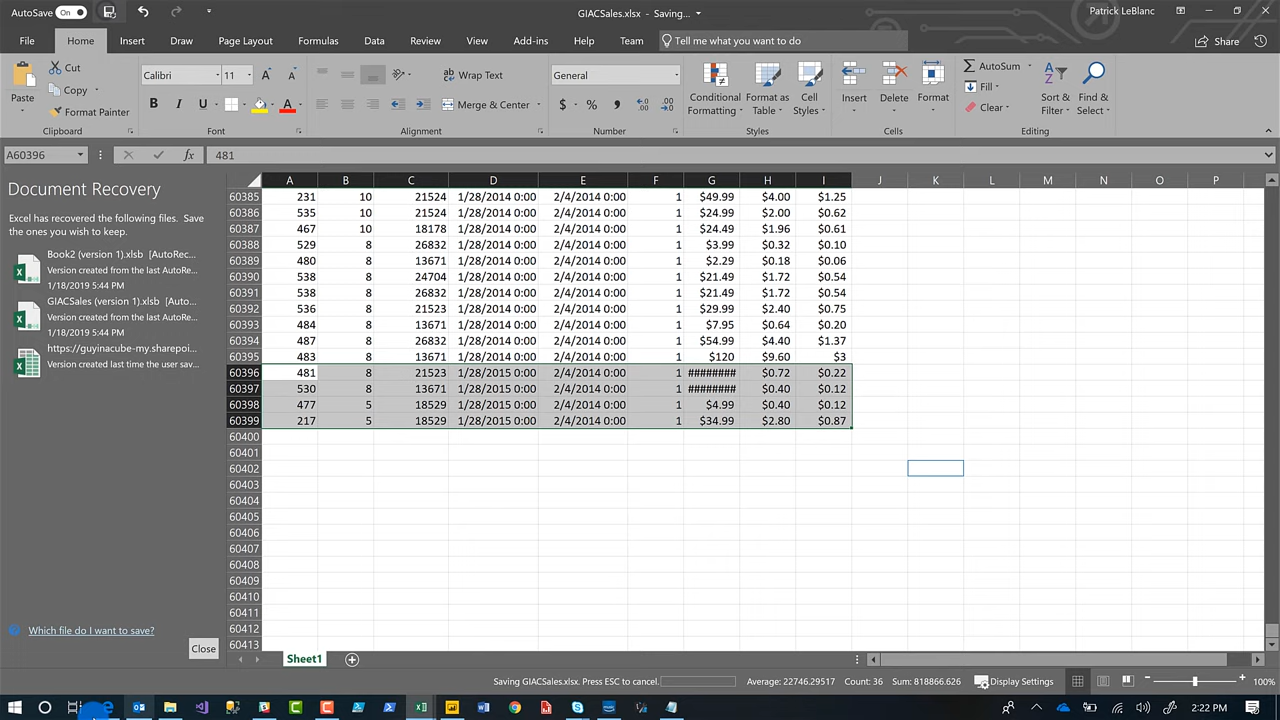 AutoSave On
GIACSales.xlsx - Saving...
Patrick LeBlanc
File Home Insert Draw Page Layout Formulas Data Review View Add-ins Help Team Tell me what you want to do Share
Paste
Cut
Copy
Format Painter
Clipboard
Calibri 11
B I U
Font
Wrap Text
Merge & Center
Alignment
General
$ % ,
Number
Conditional Formatting
Format as Table
Cell Styles
Styles
Insert
Delete
Format
Cells
AutoSum
Fill
Clear
Sort & Filter
Find & Select
Editing
A60396 fx 481
Document Recovery
Excel has recovered the following files. Save
the ones you wish to keep.
Book2 (version 1).xlsb [AutoRec...
Version created from the last AutoRe...
1/18/2019 5:44 PM
GIACSales (version 1).xlsb [Auto...
Version created from the last AutoRe...
1/18/2019 5:44 PM
https://guyinacube-my.sharepoi...
Version created last time the user sav...
Which file do I want to save?
Close
A B C D E F G H I J K L M N O P
60385 231 10 21524 1/28/2014 0:00 2/4/2014 0:00 1 $49.99 $4.00 $1.25
60386 535 10 21524 1/28/2014 0:00 2/4/2014 0:00 1 $24.99 $2.00 $0.62
60387 467 10 18178 1/28/2014 0:00 2/4/2014 0:00 1 $24.49 $1.96 $0.61
60388 529 8 26832 1/28/2014 0:00 2/4/2014 0:00 1 $3.99 $0.32 $0.10
60389 480 8 13671 1/28/2014 0:00 2/4/2014 0:00 1 $2.29 $0.18 $0.06
60390 538 8 24704 1/28/2014 0:00 2/4/2014 0:00 1 $21.49 $1.72 $0.54
60391 538 8 26832 1/28/2014 0:00 2/4/2014 0:00 1 $21.49 $1.72 $0.54
60392 536 8 21523 1/28/2014 0:00 2/4/2014 0:00 1 $29.99 $2.40 $0.75
60393 484 8 13671 1/28/2014 0:00 2/4/2014 0:00 1 $7.95 $0.64 $0.20
60394 487 8 26832 1/28/2014 0:00 2/4/2014 0:00 1 $54.99 $4.40 $1.37
60395 483 8 13671 1/28/2014 0:00 2/4/2014 0:00 1 $120 $9.60 $3
60396 481 8 21523 1/28/2015 0:00 2/4/2014 0:00 1 ######## $0.72 $0.22
60397 530 8 13671 1/28/2015 0:00 2/4/2014 0:00 1 ######## $0.40 $0.12
60398 477 5 18529 1/28/2015 0:00 2/4/2014 0:00 1 $4.99 $0.40 $0.12
60399 217 5 18529 1/28/2015 0:00 2/4/2014 0:00 1 $34.99 $2.80 $0.87
60400
60401
60402
60403
60404
60405
60406
60407
60408
60409
60410
60411
60412
60413
Sheet1
Saving GIACSales.xlsx. Press ESC to cancel. Average: 22746.29517 Count: 36 Sum: 818866.626 Display Settings 100%
2:22 PM